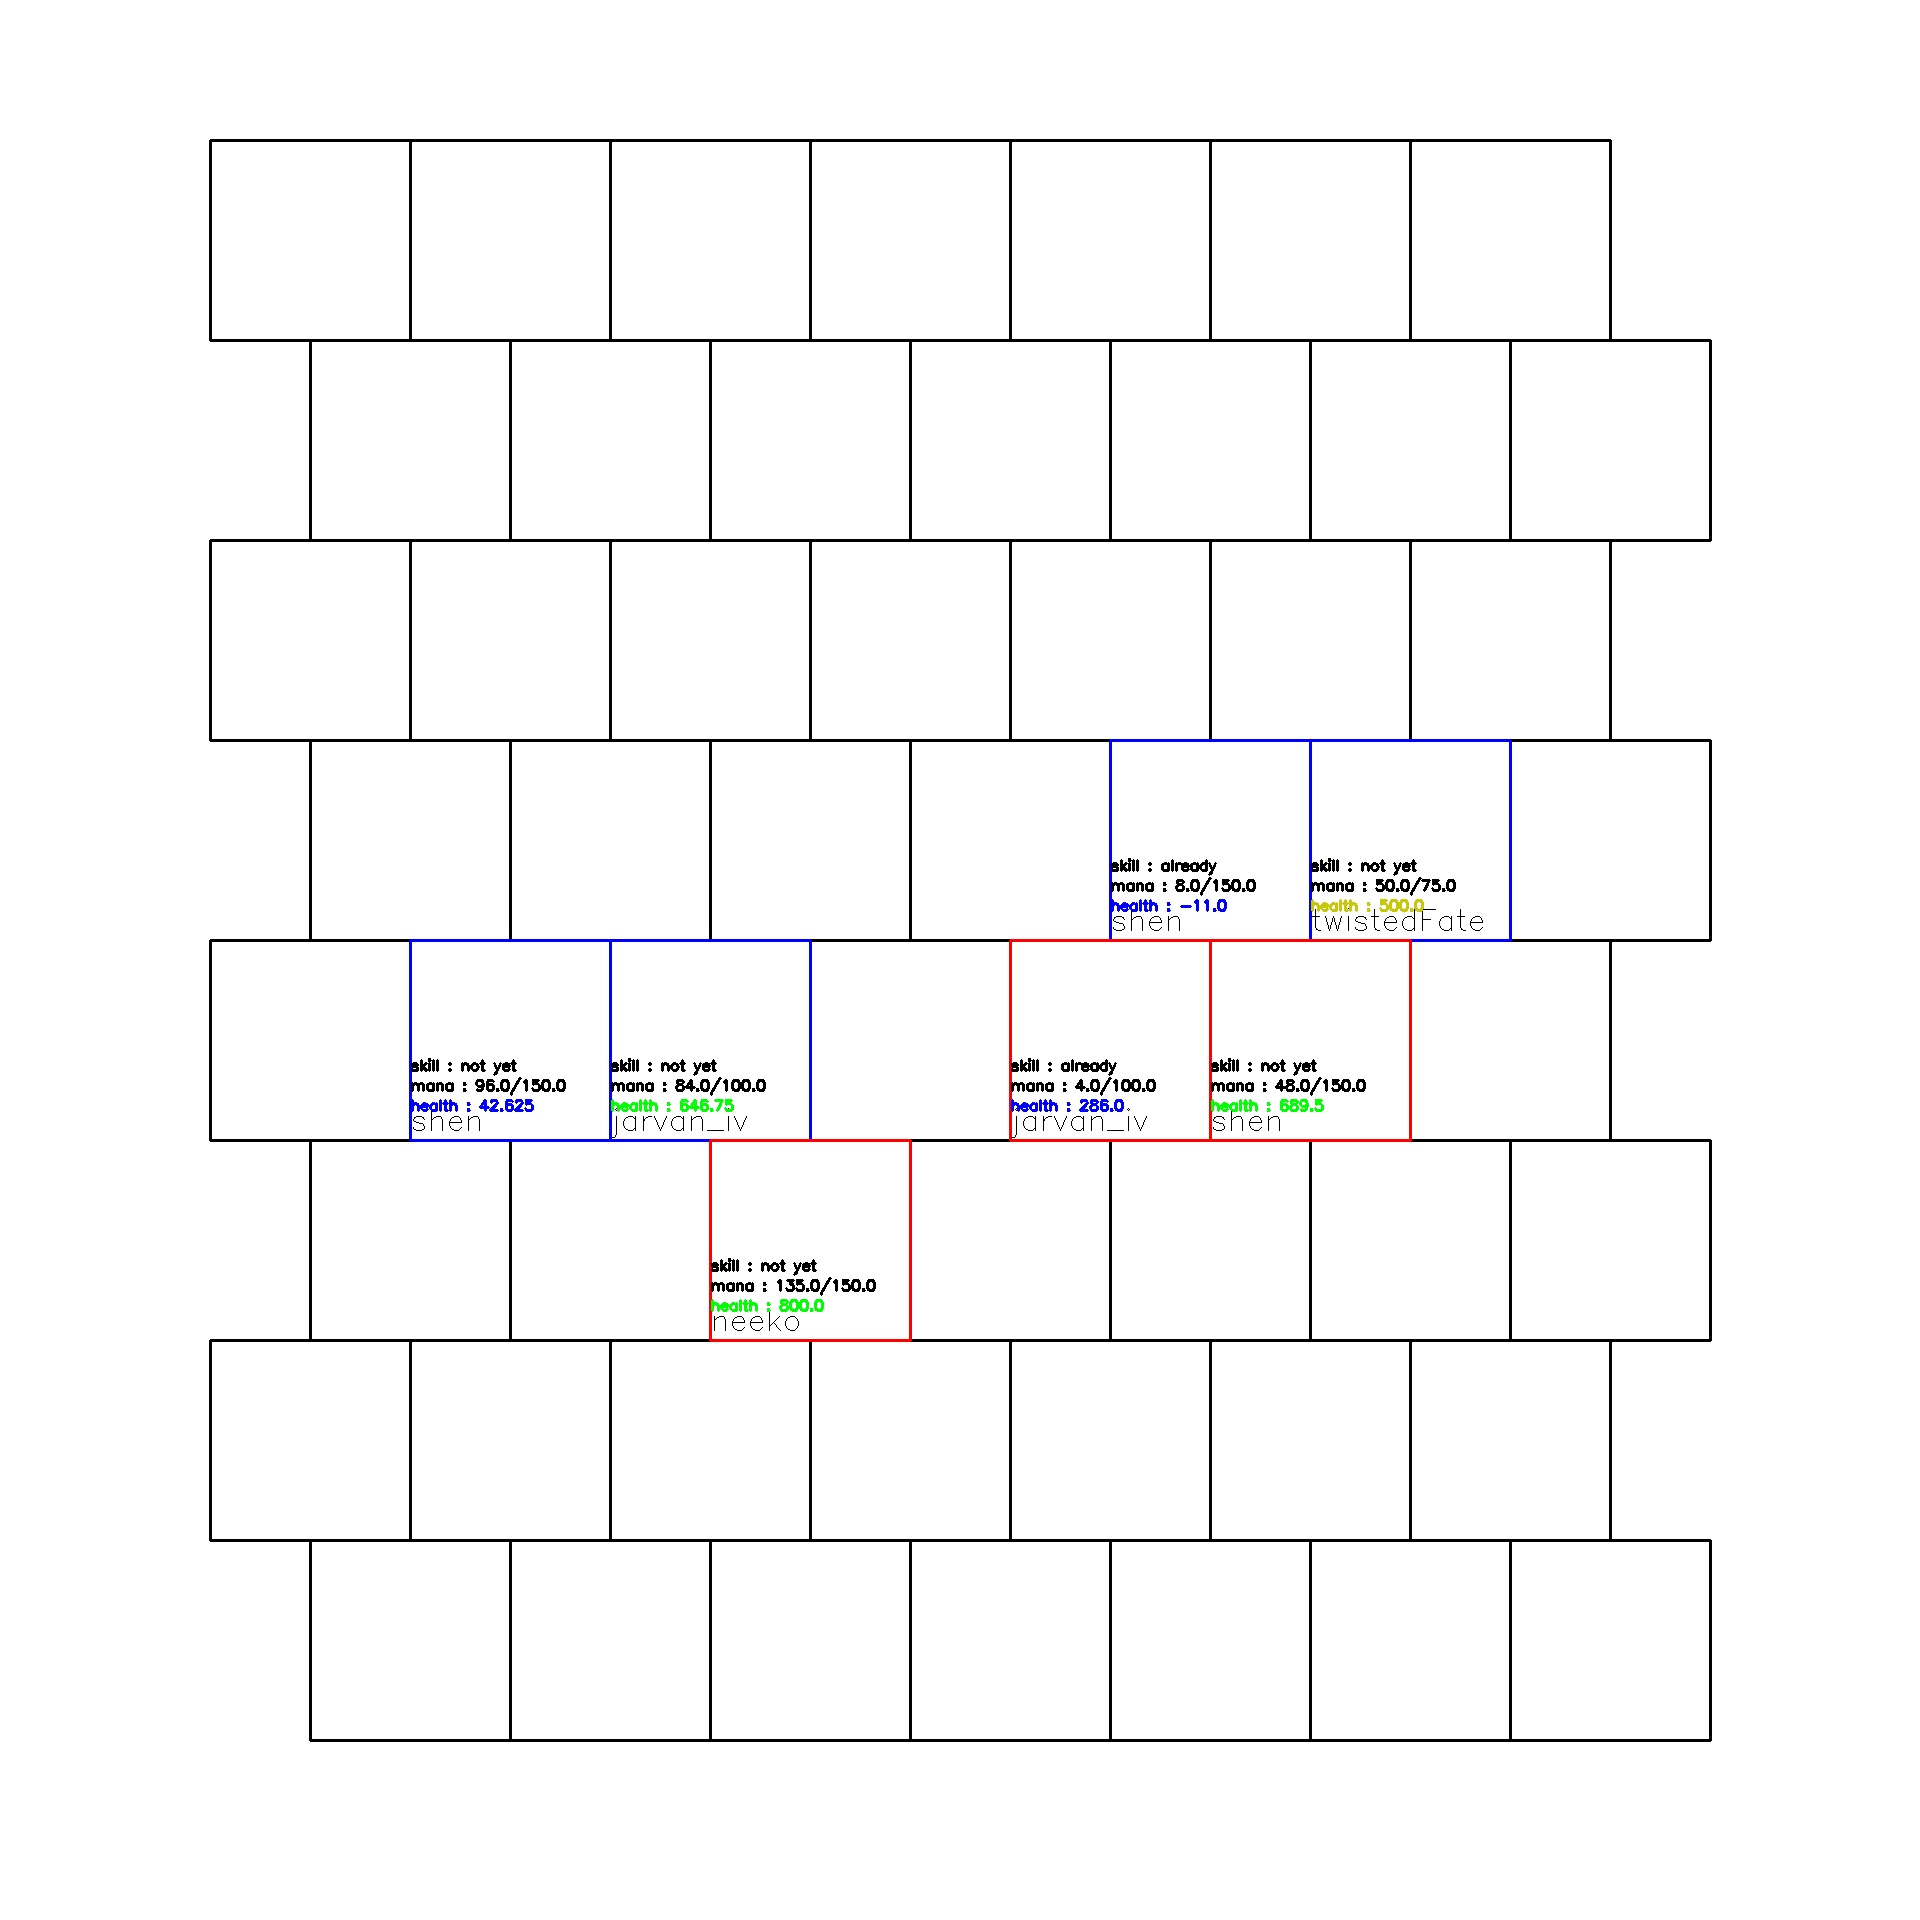 skill : already
mana : 8.0/150.0
health : -11.0
shen
skill : not yet
mana : 50.0/75.0
health : 500.0
twistedFate
skill : not yet
mana : 96.0/150.0
health : 42.625
shen
skill : not yet
mana : 84.0/100.0
health : 646.75
jarvan_iv
skill : already
mana : 4.0/100.0
health : 286.0
jarvan_iv
skill : not yet
mana : 48.0/150.0
health : 689.5
shen
skill : not yet
mana : 135.0/150.0
health : 800.0
neeko